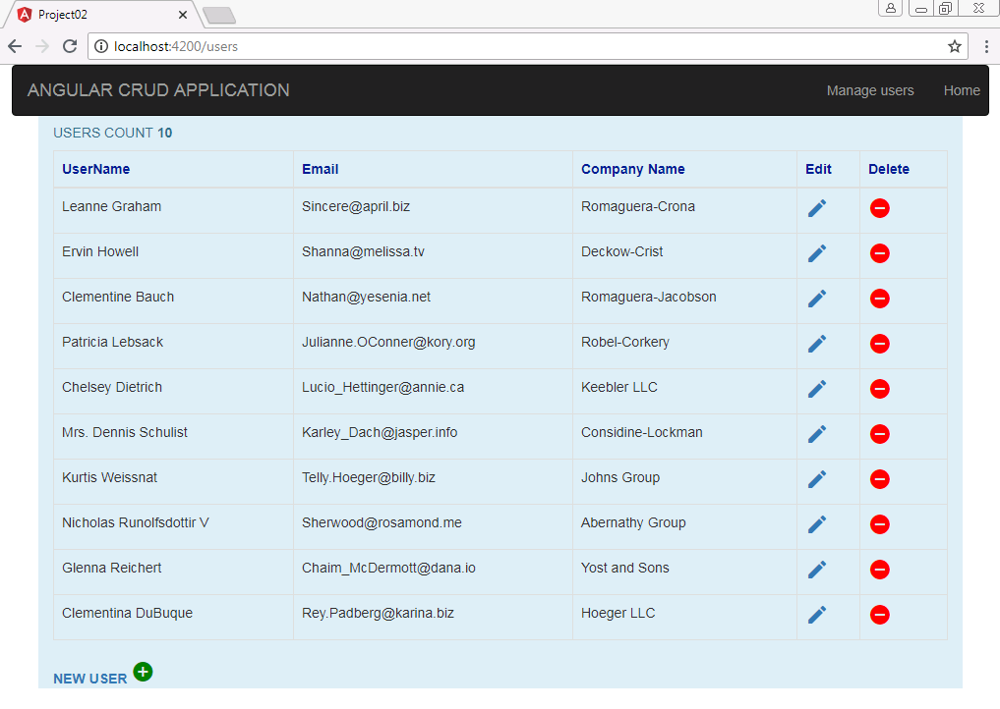 Project02
localhost:4200/users
ANGULAR CRUD APPLICATION Manage users Home
USERS COUNT 10
UserName Email Company Name Edit Delete
Leanne Graham Sincere@april.biz Romaguera-Crona
Ervin Howell Shanna@melissa.tv Deckow-Crist
Clementine Bauch Nathan@yesenia.net Romaguera-Jacobson
Patricia Lebsack Julianne.OConner@kory.org Robel-Corkery
Chelsey Dietrich Lucio_Hettinger@annie.ca Keebler LLC
Mrs. Dennis Schulist Karley_Dach@jasper.info Considine-Lockman
Kurtis Weissnat Telly.Hoeger@billy.biz Johns Group
Nicholas Runolfsdottir V Sherwood@rosamond.me Abernathy Group
Glenna Reichert Chaim_McDermott@dana.io Yost and Sons
Clementina DuBuque Rey.Padberg@karina.biz Hoeger LLC
NEW USER